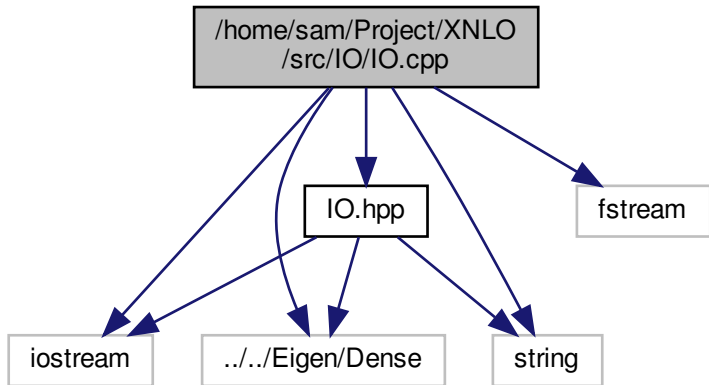 /home/sam/Project/XNLO
/src/IO/IO.cpp
IO.hpp
fstream
iostream
../../Eigen/Dense
string